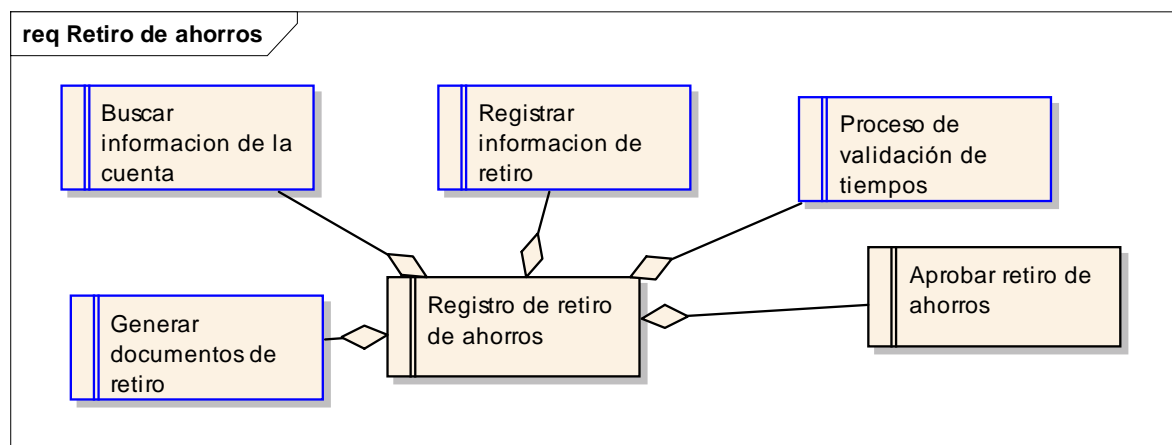 req Retiro de ahorros
Buscar
informacion de la
cuenta
Registrar
informacion de
retiro
Proceso de
validación de
tiempos
Generar
documentos de
retiro
Registro de retiro
de ahorros
Aprobar retiro de
ahorros